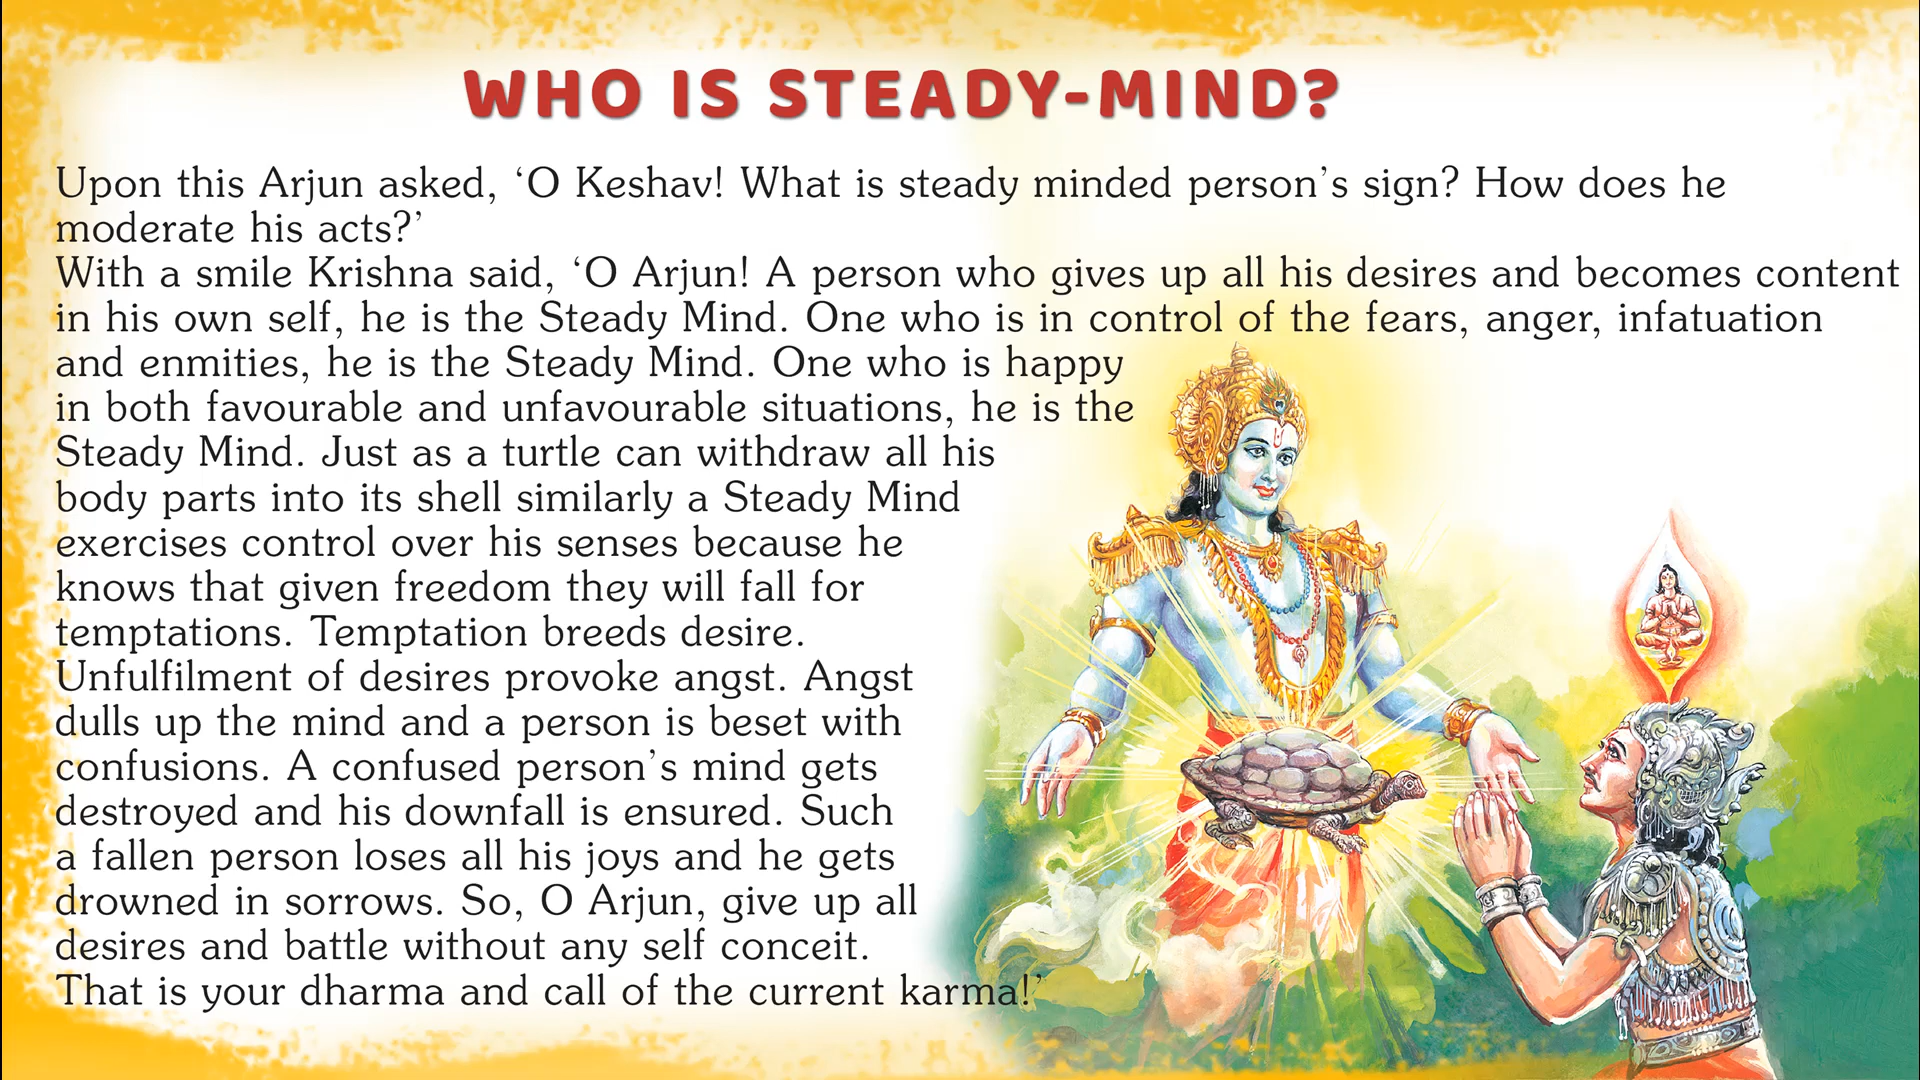 WHO IS STEADY-MIND?
Upon this Arjun asked, ‘O Keshav! What is steady minded person’s sign? How does he
moderate his acts?’
With a smile Krishna said, ‘O Arjun! A person who gives up all his desires and becomes content
in his own self, he is the Steady Mind. One who is in control of the fears, anger, infatuation
and enmities, he is the Steady Mind. One who is happy
in both favourable and unfavourable situations, he is the
Steady Mind. Just as a turtle can withdraw all his
body parts into its shell similarly a Steady Mind
exercises control over his senses because he
knows that given freedom they will fall for
temptations. Temptation breeds desire.
Unfulfilment of desires provoke angst. Angst
dulls up the mind and a person is beset with
confusions. A confused person’s mind gets
destroyed and his downfall is ensured. Such
a fallen person loses all his joys and he gets
drowned in sorrows. So, O Arjun, give up all
desires and battle without any self conceit.
That is your dharma and call of the current karma!’